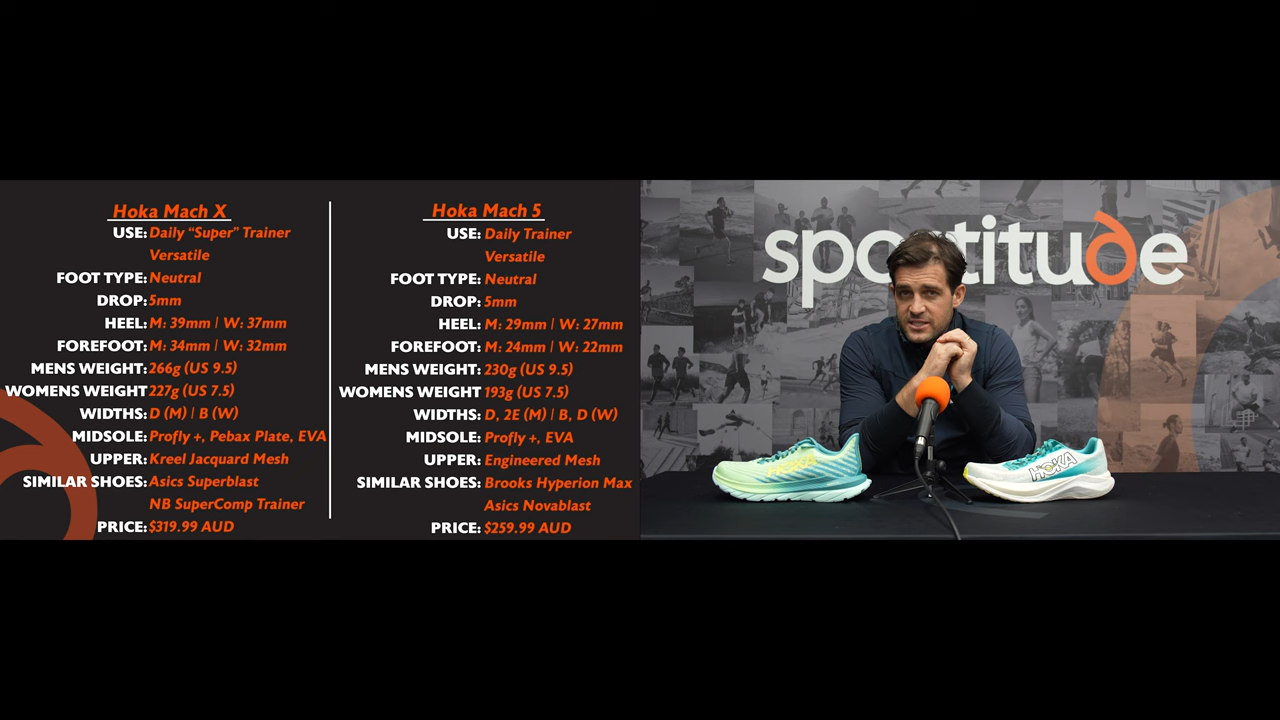 Hoka Mach X
USE: Daily "Super" Trainer
Versatile
FOOT TYPE: Neutral
DROP: 5mm
HEEL: M: 39mm | W: 37mm
FOREFOOT: M: 34mm | W: 32mm
MENS WEIGHT: 266g (US 9.5)
WOMENS WEIGHT 227g (US 7.5)
WIDTHS: D (M) | B (W)
MIDSOLE: Profly +, Pebax Plate, EVA
UPPER: Kreel Jacquard Mesh
SIMILAR SHOES: Asics Superblast
NB SuperComp Trainer
PRICE: $319.99 AUD
Hoka Mach 5
USE: Daily Trainer
Versatile
FOOT TYPE: Neutral
DROP: 5mm
HEEL: M: 29mm | W: 27mm
FOREFOOT: M: 24mm | W: 22mm
MENS WEIGHT: 230g (US 9.5)
WOMENS WEIGHT 193g (US 7.5)
WIDTHS: D, 2E (M) | B, D (W)
MIDSOLE: Profly +, EVA
UPPER: Engineered Mesh
SIMILAR SHOES: Brooks Hyperion Max
Asics Novablast
PRICE: $259.99 AUD
sportitude
HOKA
HOKA